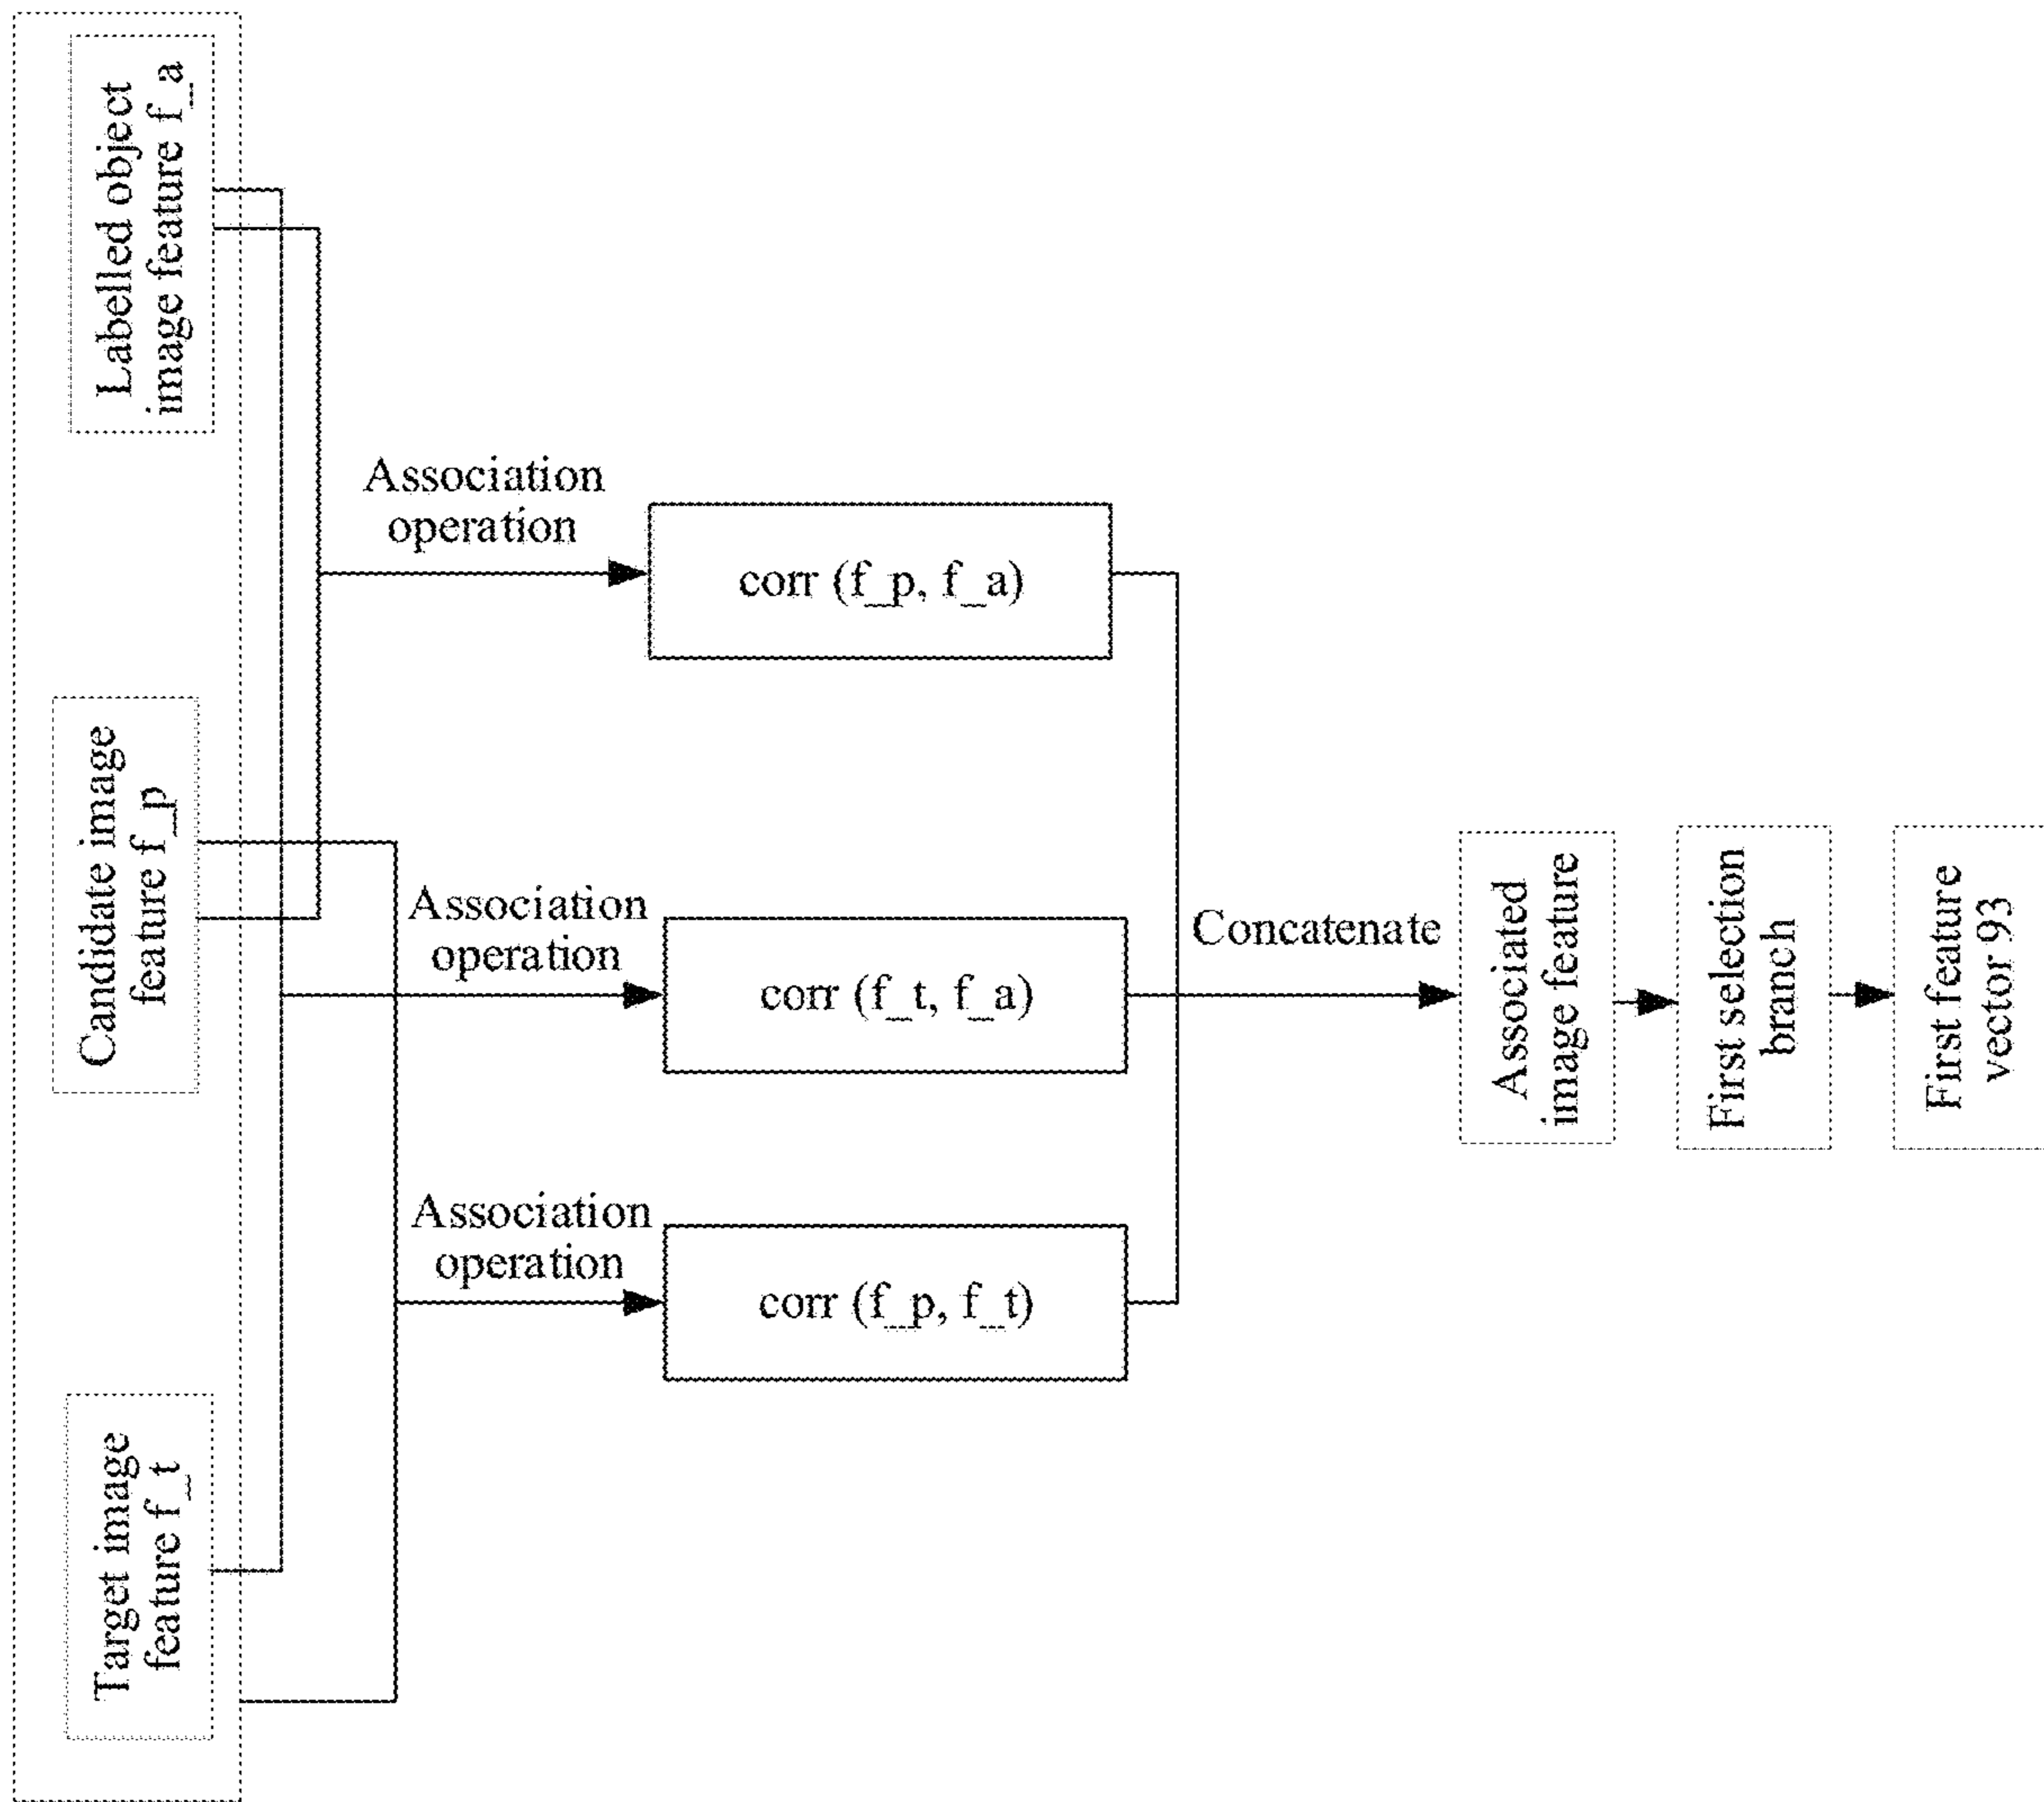 Labelled object
image feature f_a
Candidate image
feature f_p
Target image
feature f_t
Association
operation
corr (f_p, f_a)
Association
operation
corr (f_t, f_a)
Association
operation
corr (f_p, f_t)
Concatenate
Associated
image feature
First selection
branch
First feature
vector 93